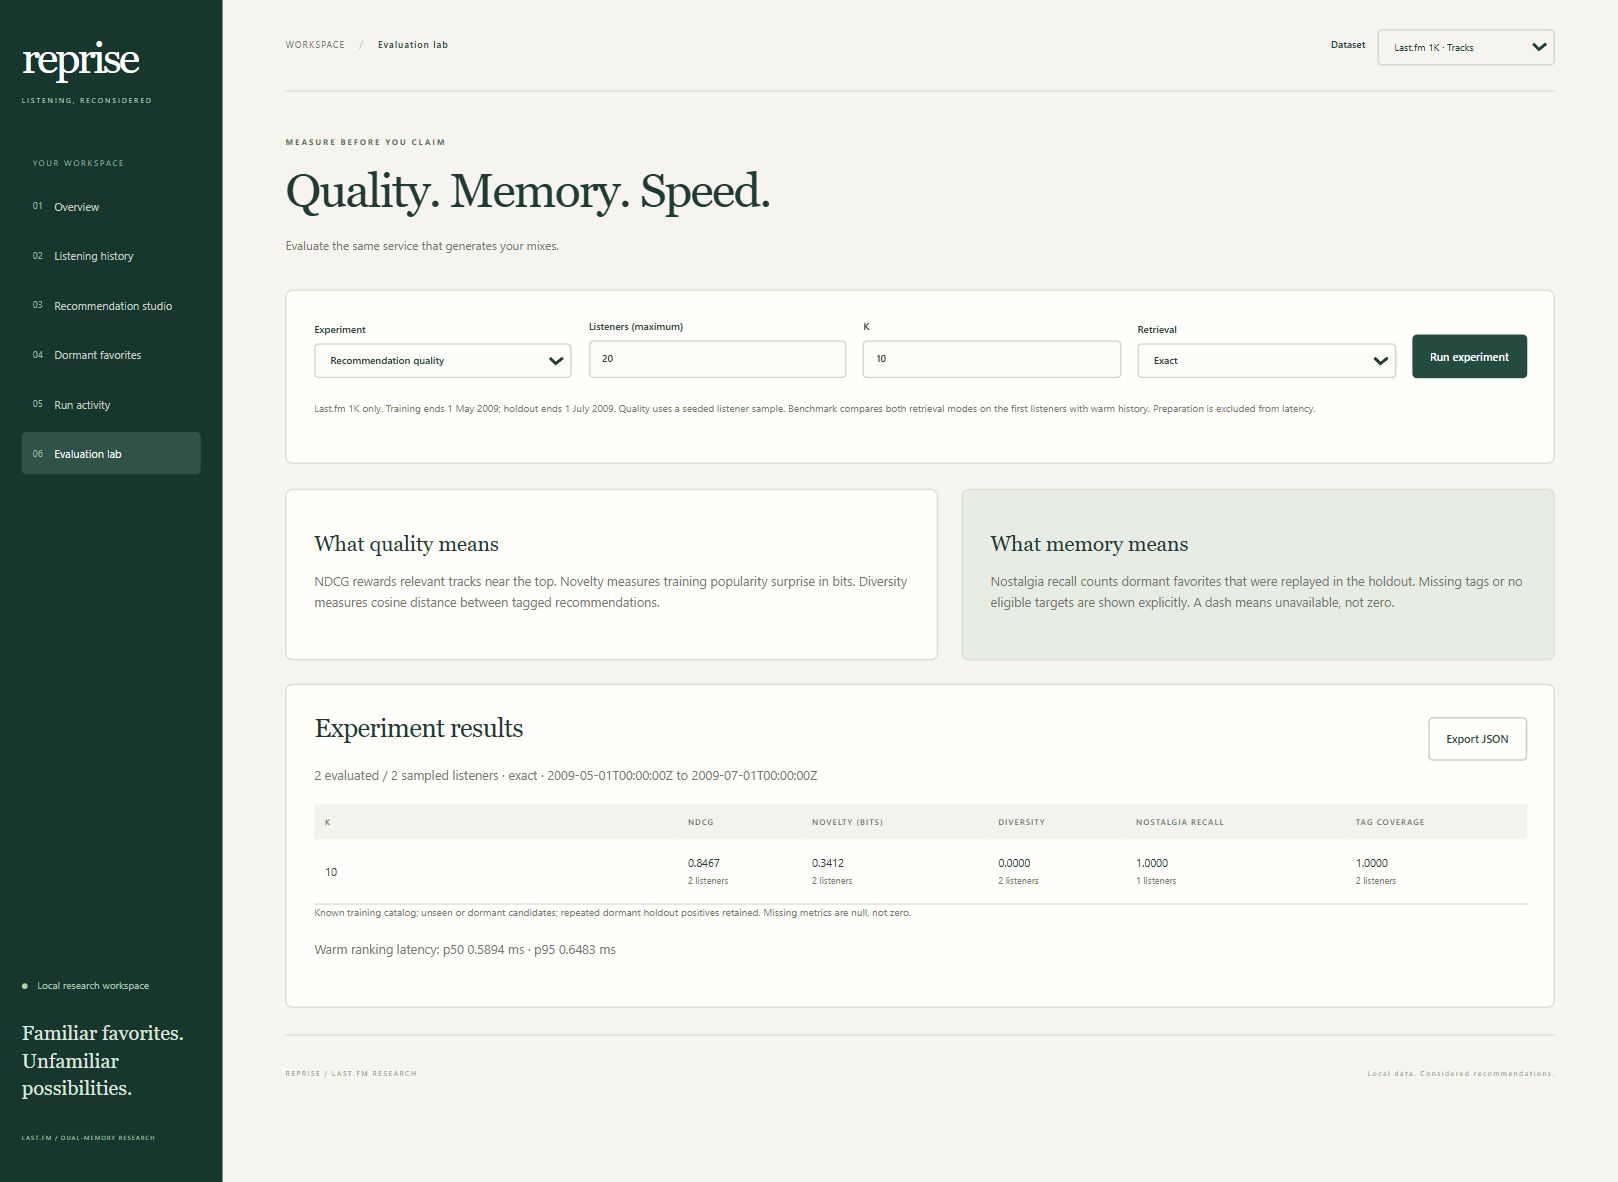 reprise
LISTENING, RECONSIDERED
YOUR WORKSPACE
01 Overview
02 Listening history
03 Recommendation studio
04 Dormant favorites
05 Run activity
06 Evaluation lab
Local research workspace
Familiar favorites.
Unfamiliar
possibilities.
LAST.FM / DUAL-MEMORY RESEARCH
WORKSPACE / Evaluation lab
Dataset Last.fm 1K · Tracks
MEASURE BEFORE YOU CLAIM
Quality. Memory. Speed.
Evaluate the same service that generates your mixes.
Experiment Listeners (maximum) K Retrieval
Recommendation quality 20 10 Exact Run experiment
Last.fm 1K only. Training ends 1 May 2009; holdout ends 1 July 2009. Quality uses a seeded listener sample. Benchmark compares both retrieval modes on the first listeners with warm history. Preparation is excluded from latency.
What quality means
NDCG rewards relevant tracks near the top. Novelty measures training popularity surprise in bits. Diversity
measures cosine distance between tagged recommendations.
What memory means
Nostalgia recall counts dormant favorites that were replayed in the holdout. Missing tags or no
eligible targets are shown explicitly. A dash means unavailable, not zero.
Experiment results
Export JSON
2 evaluated / 2 sampled listeners · exact · 2009-05-01T00:00:00Z to 2009-07-01T00:00:00Z
K NDCG NOVELTY (BITS) DIVERSITY NOSTALGIA RECALL TAG COVERAGE
10 0.8467 0.3412 0.0000 1.0000 1.0000
2 listeners 2 listeners 2 listeners 1 listeners 2 listeners
Known training catalog; unseen or dormant candidates; repeated dormant holdout positives retained. Missing metrics are null, not zero.
Warm ranking latency: p50 0.5894 ms · p95 0.6483 ms
REPRISE / LAST.FM RESEARCH
Local data. Considered recommendations.